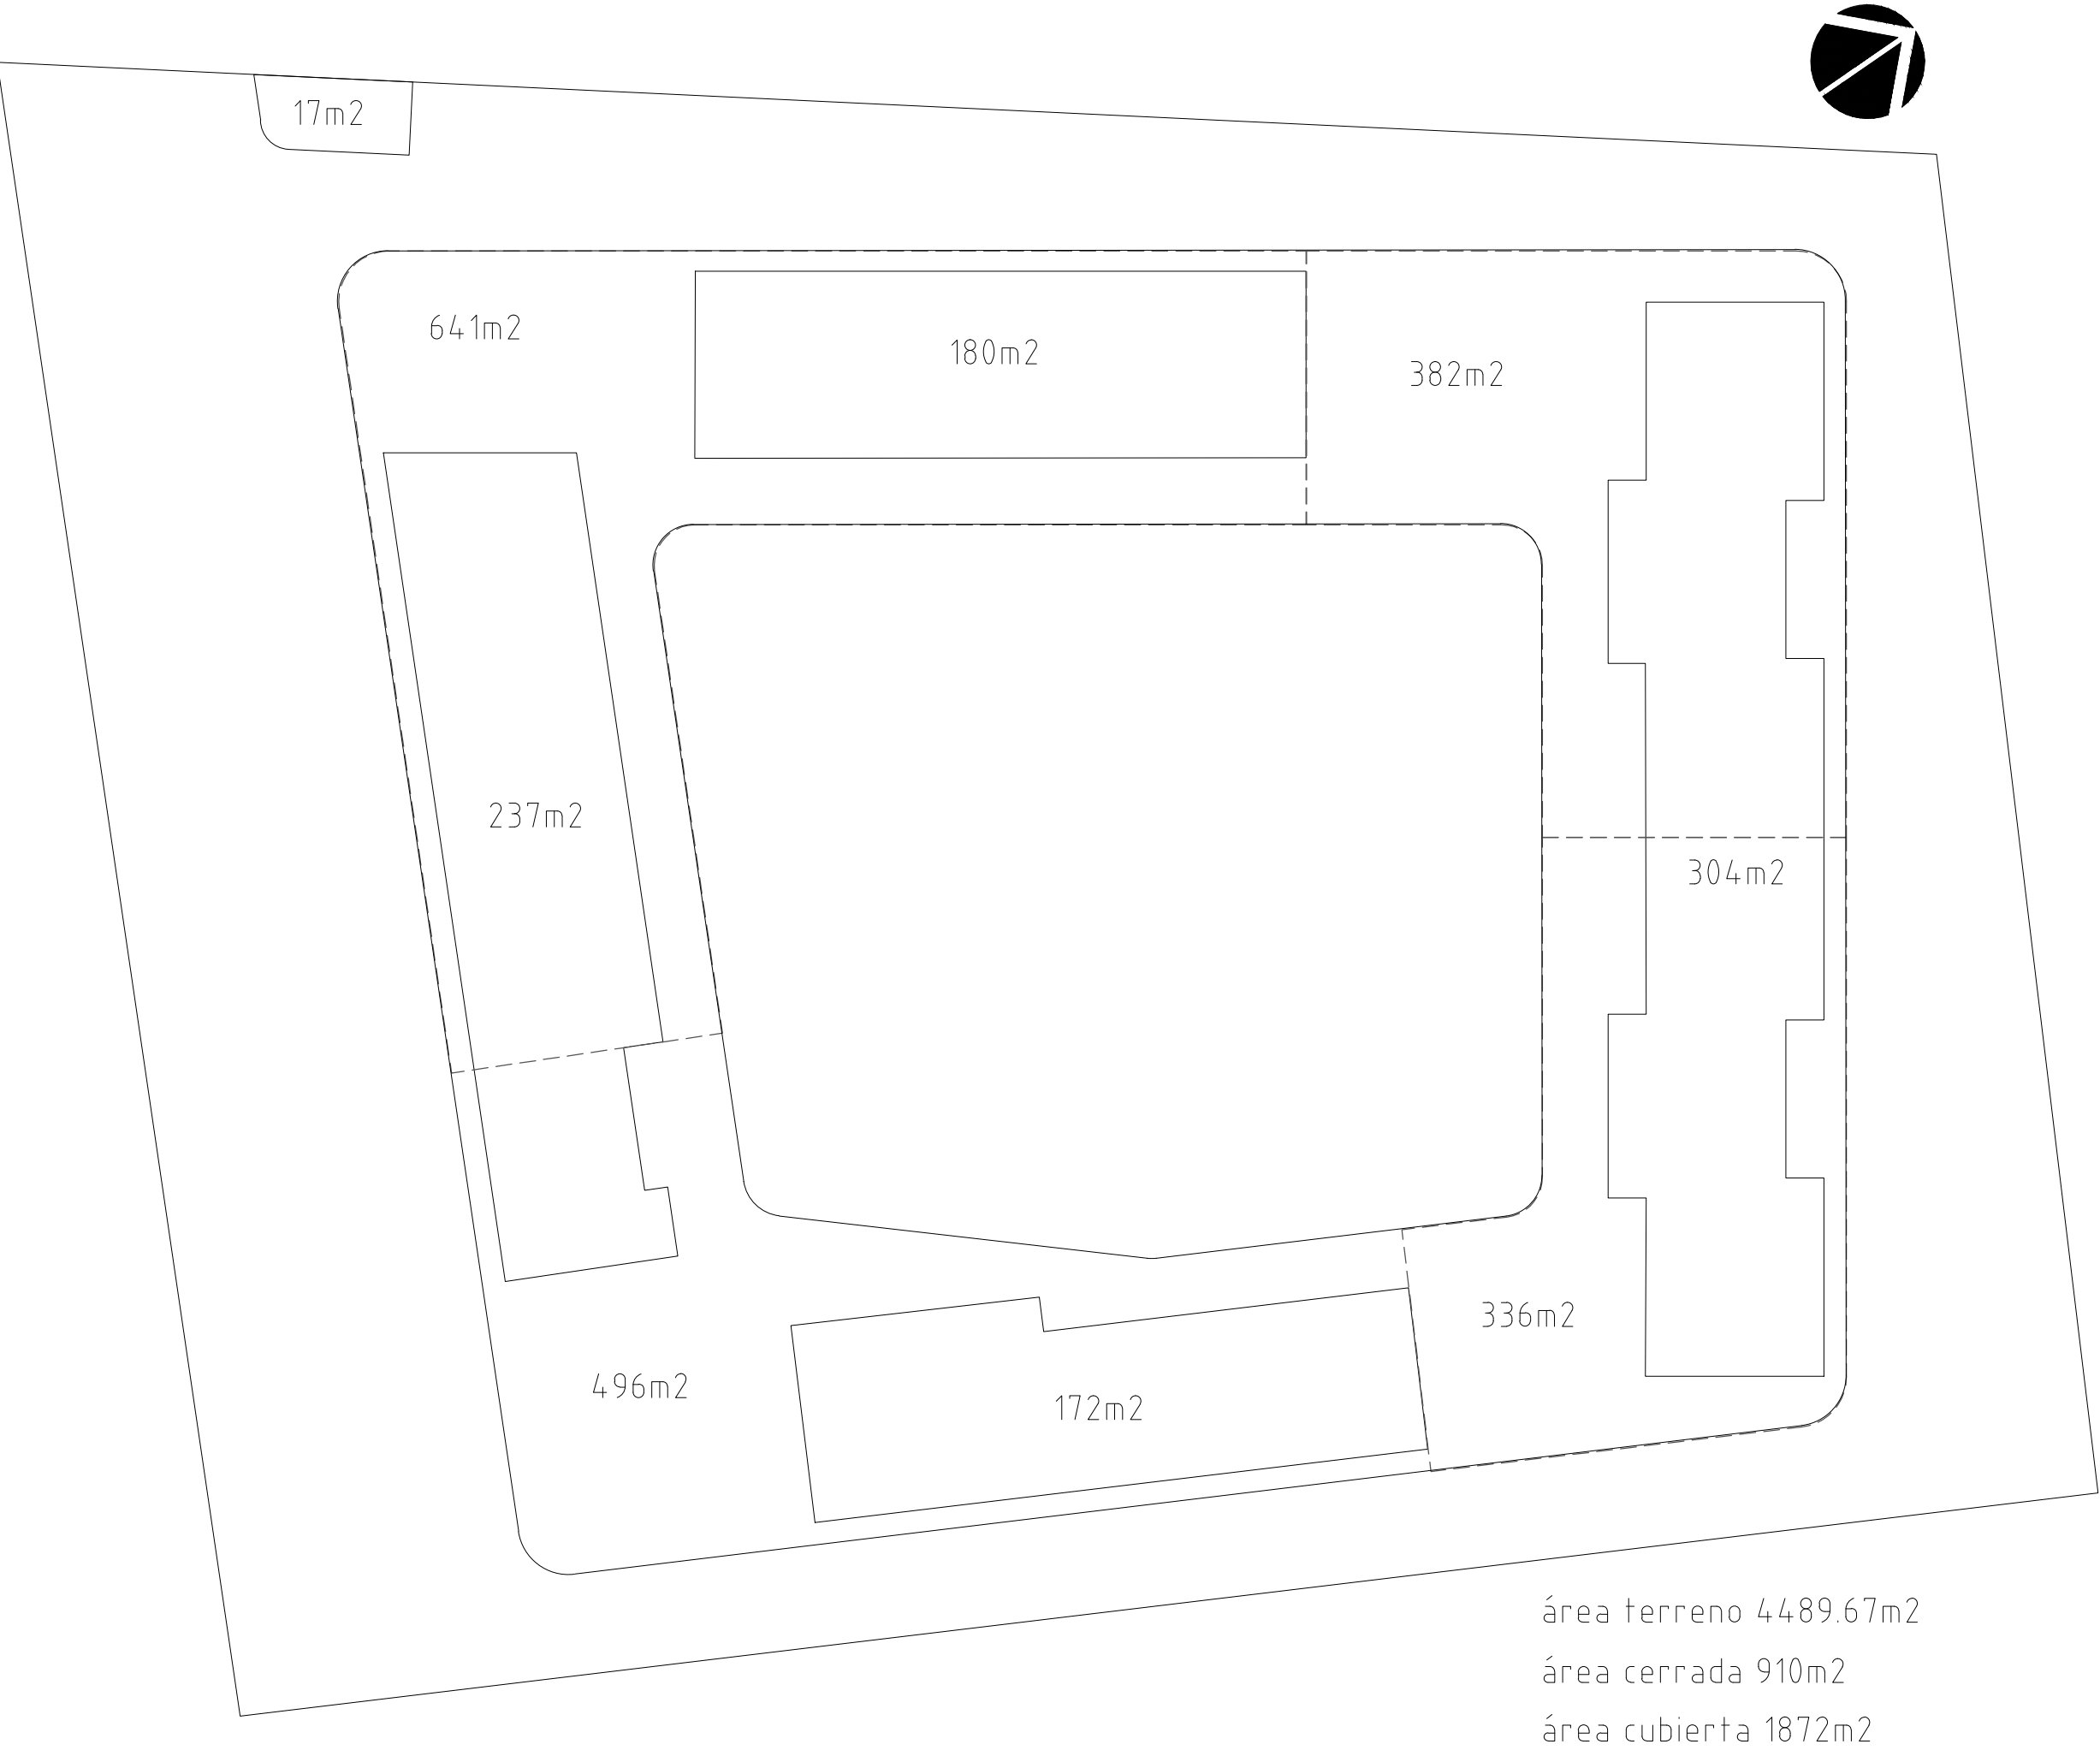 17m2
641m2
180m2
382m2
237m2
304m2
336m2
496m2
172m2
área terreno 4489.67m2
área cerrada 910m2
área cubierta 1872m2